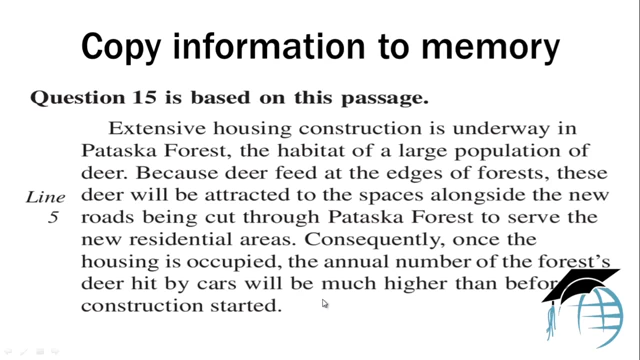 Copy information to memory
Question 15 is based on this passage.
Extensive housing construction is underway in
Pataska Forest, the habitat of a large population of
deer. Because deer feed at the edges of forests, these
Line deer will be attracted to the spaces alongside the new
5 roads being cut through Pataska Forest to serve the
new residential areas. Consequently, once the
housing is occupied, the annual number of the forest's
deer hit by cars will be much higher than before
construction started.